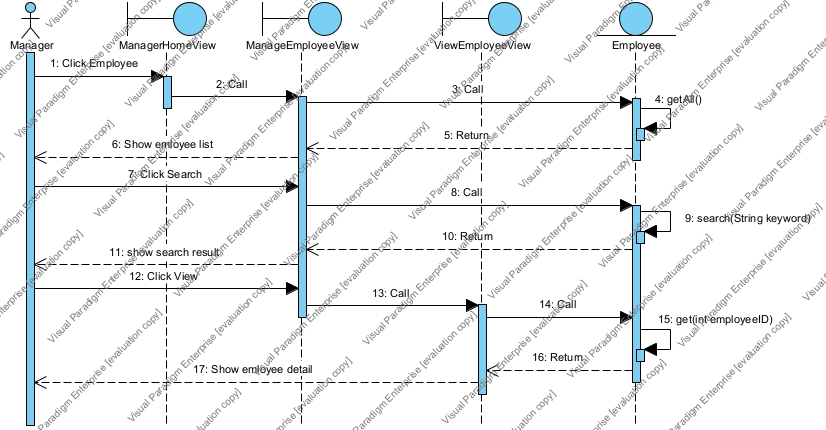 Manager
ManagerHomeView
ManageEmployeeView
ViewEmployeeView
Employee
1: Click Employee
2: Call
3: Call
4: getAll()
5: Return
6: Show emloyee list
7: Click Search
8: Call
9: search(String keyword)
10: Return
11: show search result
12: Click View
13: Call
14: Call
15: get(int employeeID)
16: Return
17: Show emloyee detail
Visual Paradigm Enterprise [evaluation copy]